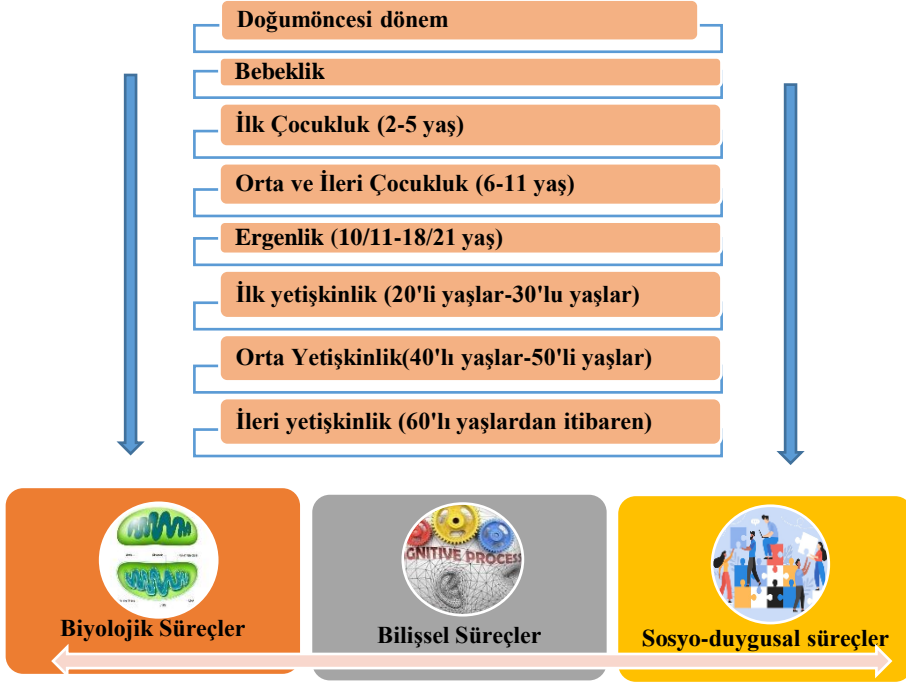 Doğumöncesi dönem
Bebeklik
İlk Çocukluk (2-5 yaş)
Orta ve İleri Çocukluk (6-11 yaş)
Ergenlik (10/11-18/21 yaş)
İlk yetişkinlik (20'li yaşlar-30'lu yaşlar)
Orta Yetişkinlik(40'lı yaşlar-50'li yaşlar)
İleri yetişkinlik (60'lı yaşlardan itibaren)
GNITIVE PROCESS
Biyolojik Süreçler
Bilişsel Süreçler
Sosyo-duygusal süreçler